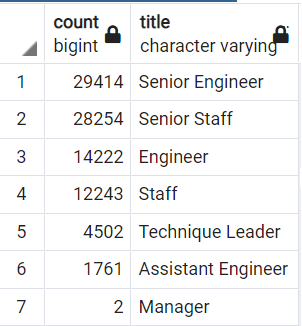 count title
bigint character varying
1 29414 Senior Engineer
2 28254 Senior Staff
3 14222 Engineer
4 12243 Staff
5 4502 Technique Leader
6 1761 Assistant Engineer
7 2 Manager